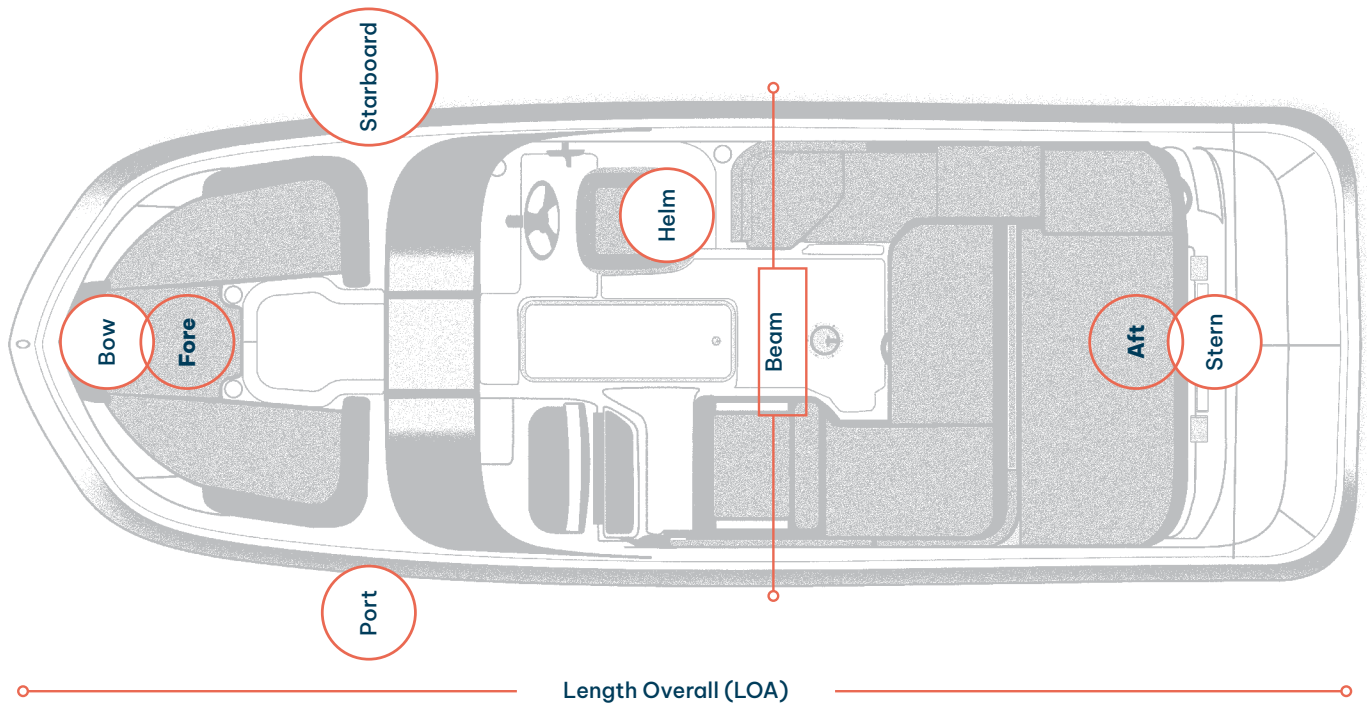 Starboard
Helm
Bow
Fore
Beam
Aft
Stern
Port
Length Overall (LOA)